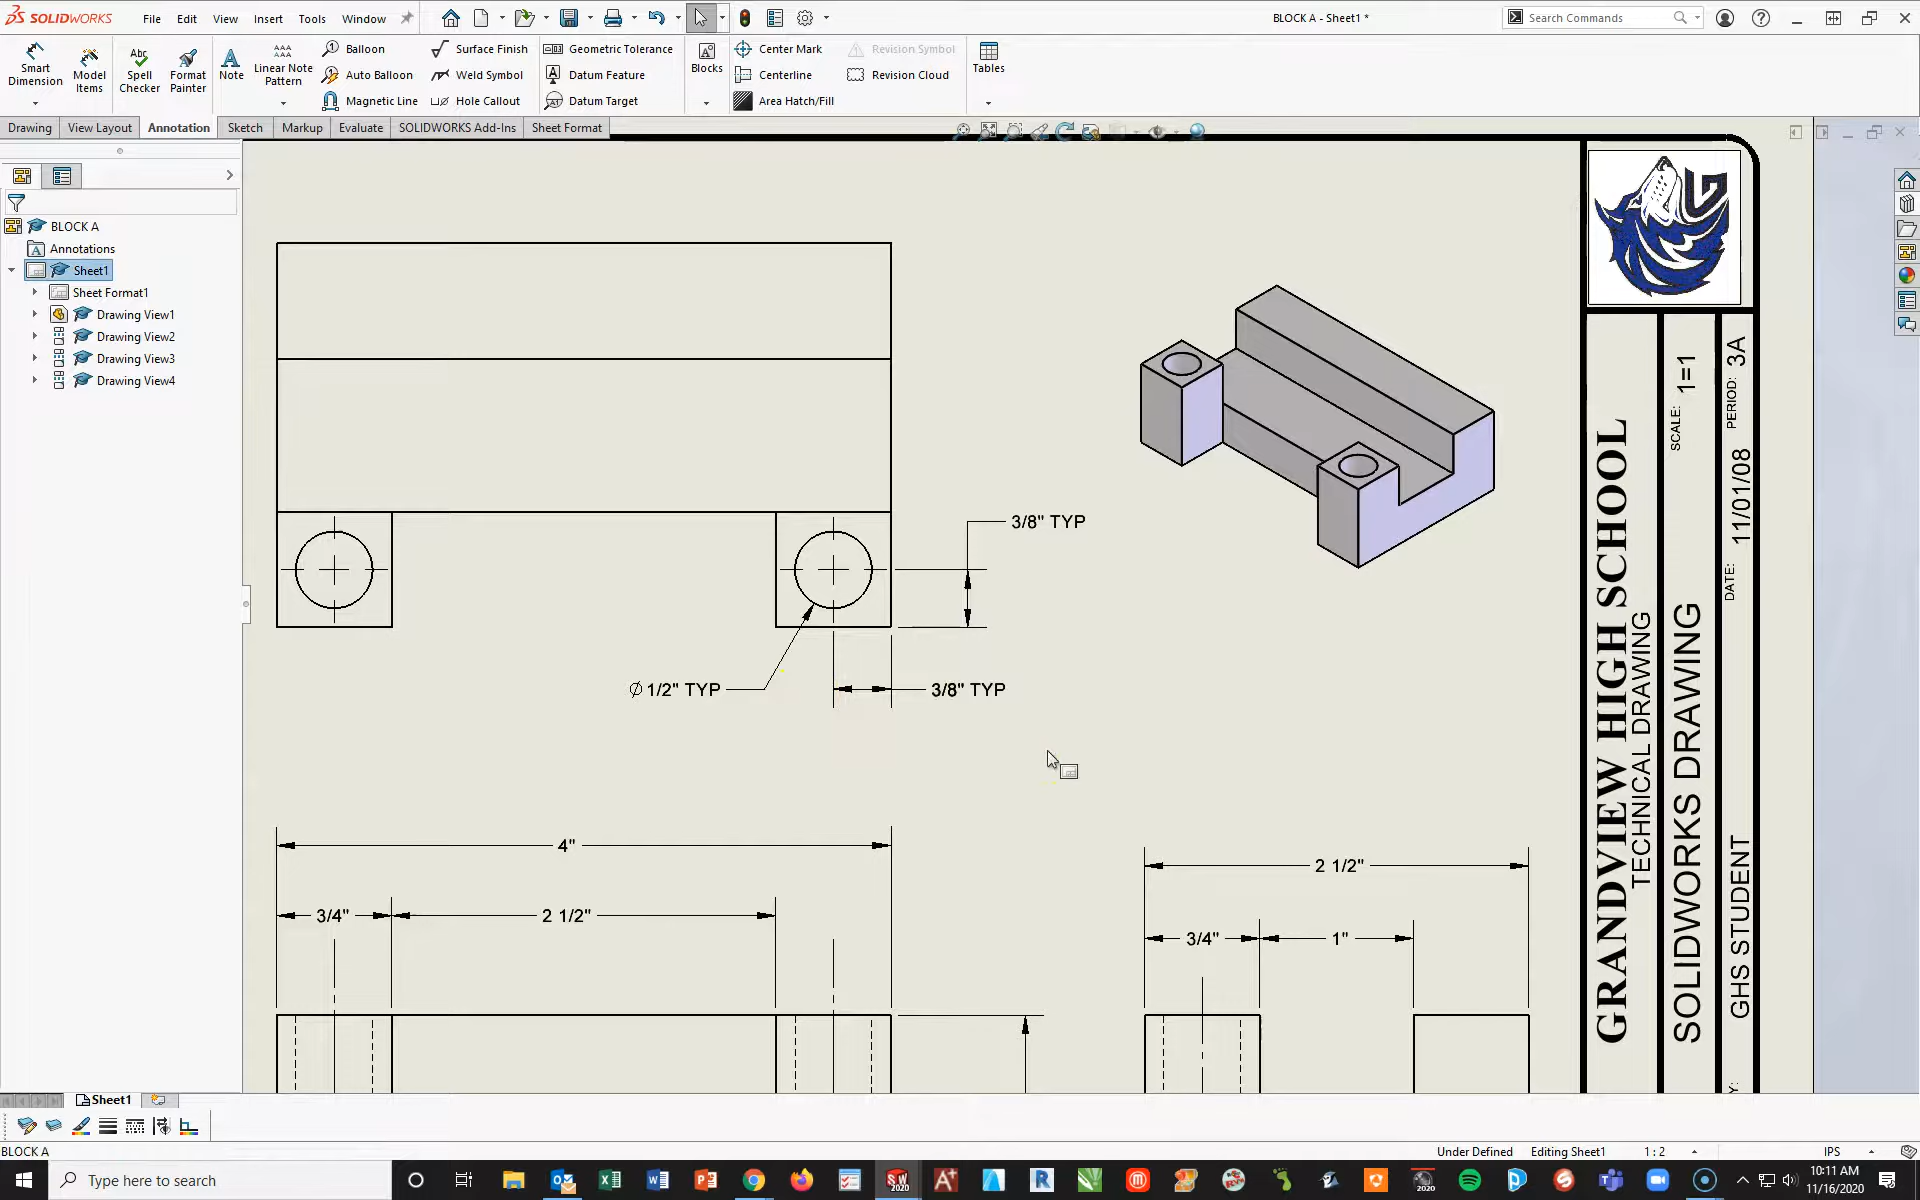 SOLIDWORKS File Edit View Insert Tools Window
BLOCK A - Sheet1 *
Search Commands
Smart Dimension
Model Items
Abc
Spell Checker
Format Painter
Note
Linear Note Pattern
Balloon
Auto Balloon
Magnetic Line
Surface Finish
Weld Symbol
Hole Callout
Geometric Tolerance
Datum Feature
Datum Target
Blocks
Center Mark
Centerline
Area Hatch/Fill
Revision Symbol
Revision Cloud
Tables
Drawing View Layout Annotation Sketch Markup Evaluate SOLIDWORKS Add-Ins Sheet Format
BLOCK A
Annotations
Sheet1
Sheet Format1
Drawing View1
Drawing View2
Drawing View3
Drawing View4
3/8" TYP
Ø 1/2" TYP
3/8" TYP
4"
3/4"
2 1/2"
2 1/2"
3/4"
1"
GRANDVIEW HIGH SCHOOL
TECHNICAL DRAWING
SCALE: 1=1
SOLIDWORKS DRAWING
PERIOD: 3A
DATE: 11/01/08
GHS STUDENT
Y:
Sheet1
BLOCK A
Under Defined
Editing Sheet1
1 : 2
IPS
Type here to search
SW
2020
2020
10:11 AM
11/16/2020